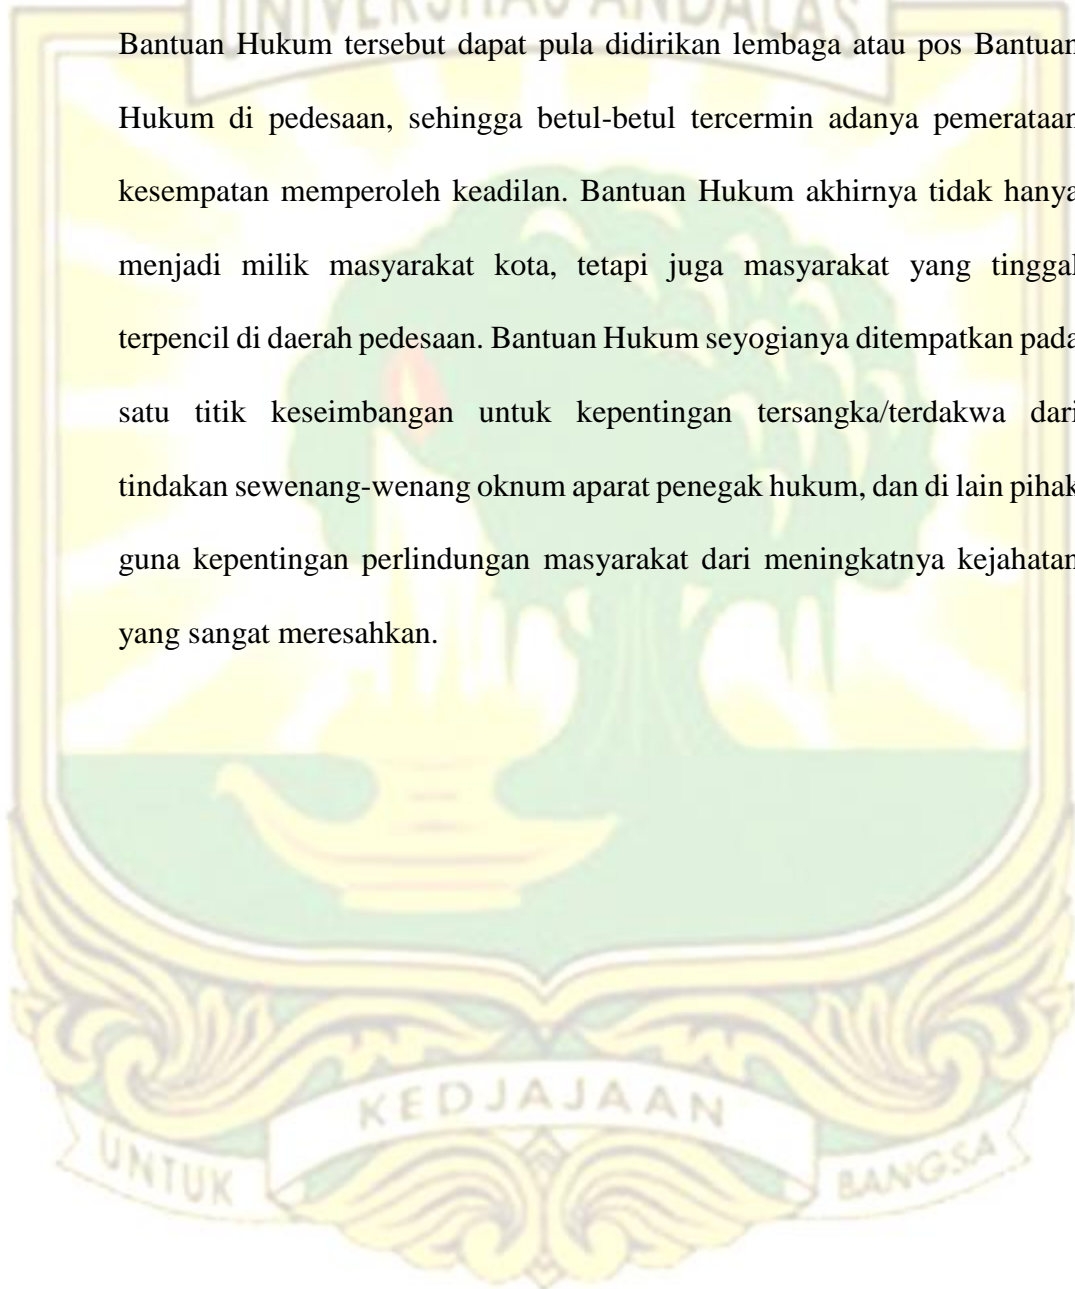 UNIVERSITAS ANDALAS
Bantuan Hukum tersebut dapat pula didirikan lembaga atau pos Bantuan
Hukum di pedesaan, sehingga betul-betul tercermin adanya pemerataan
kesempatan memperoleh keadilan. Bantuan Hukum akhirnya tidak hanya
menjadi milik masyarakat kota, tetapi juga masyarakat yang tinggal
terpencil di daerah pedesaan. Bantuan Hukum seyogianya ditempatkan pada
satu titik keseimbangan untuk kepentingan tersangka/terdakwa dari
tindakan sewenang-wenang oknum aparat penegak hukum, dan di lain pihak
guna kepentingan perlindungan masyarakat dari meningkatnya kejahatan
yang sangat meresahkan.
UNTUK KEDJAJAAN BANGSA